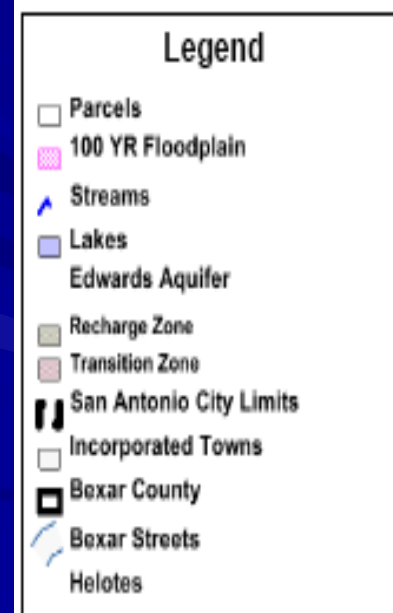 Legend
Parcels
100 YR Floodplain
Streams
Lakes
Edwards Aquifer
Recharge Zone
Transition Zone
San Antonio City Limits
Incorporated Towns
Bexar County
Bexar Streets
Helotes